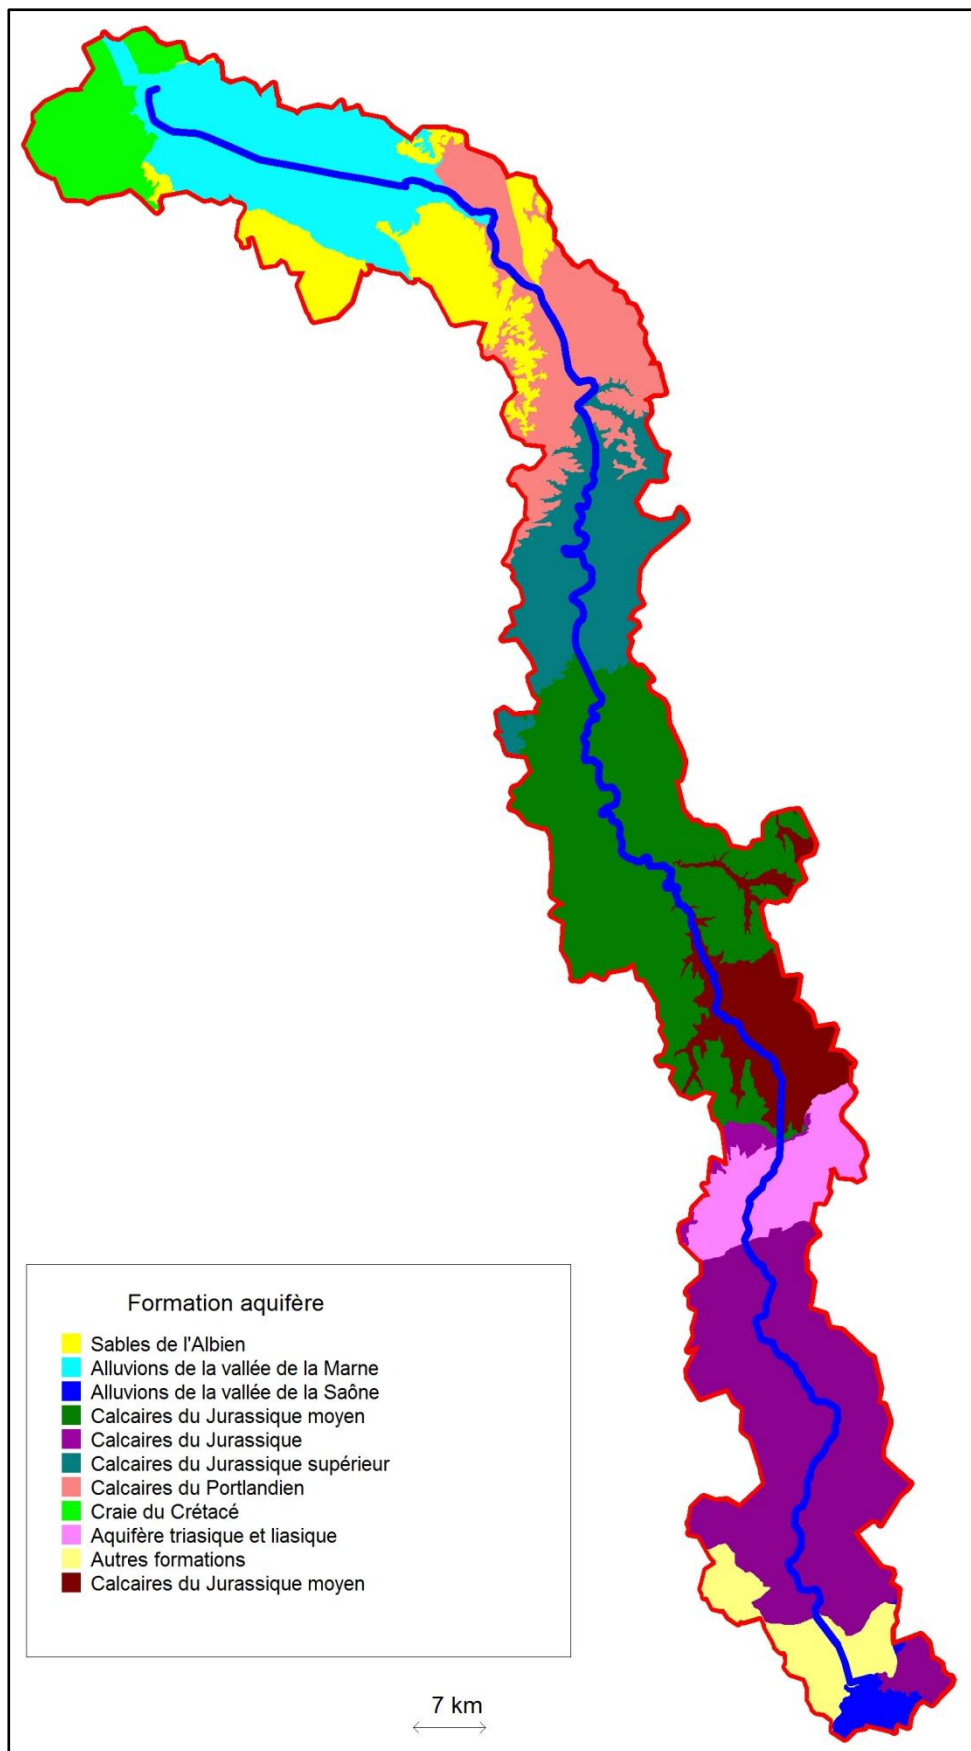 Formation aquifère
Sables de l'Albien
Alluvions de la vallée de la Marne
Alluvions de la vallée de la Saône
Calcaires du Jurassique moyen
Calcaires du Jurassique
Calcaires du Jurassique supérieur
Calcaires du Portlandien
Craie du Crétacé
Aquifère triasique et liasique
Autres formations
Calcaires du Jurassique moyen
7 km